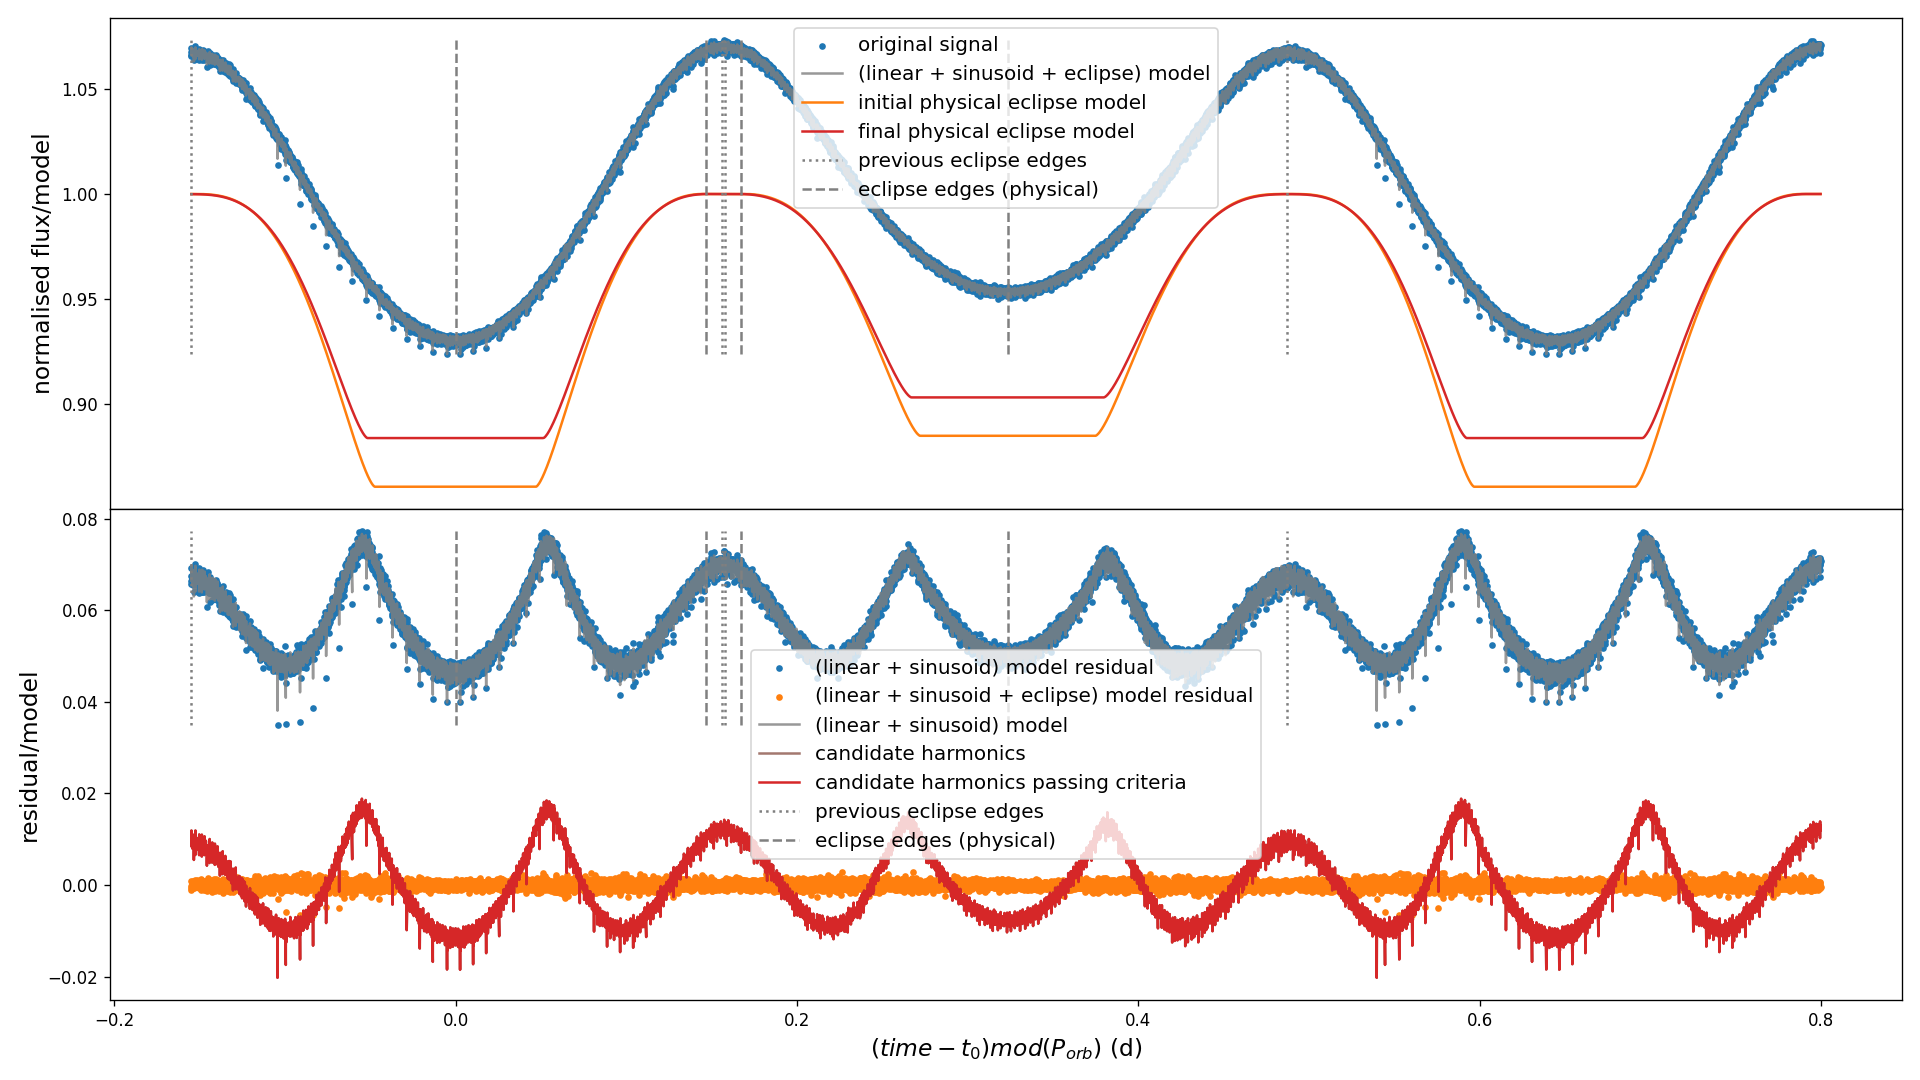 original signal
(linear + sinusoid + eclipse) model
initial physical eclipse model
final physical eclipse model
previous eclipse edges
eclipse edges (physical)
normalised flux/model
1.05
1.00
0.95
0.90
(linear + sinusoid) model residual
(linear + sinusoid + eclipse) model residual
(linear + sinusoid) model
candidate harmonics
candidate harmonics passing criteria
previous eclipse edges
eclipse edges (physical)
residual/model
0.08
0.06
0.04
0.02
0.00
−0.02
−0.2 0.0 0.2 0.4 0.6 0.8
(time − t₀)mod(P_orb) (d)